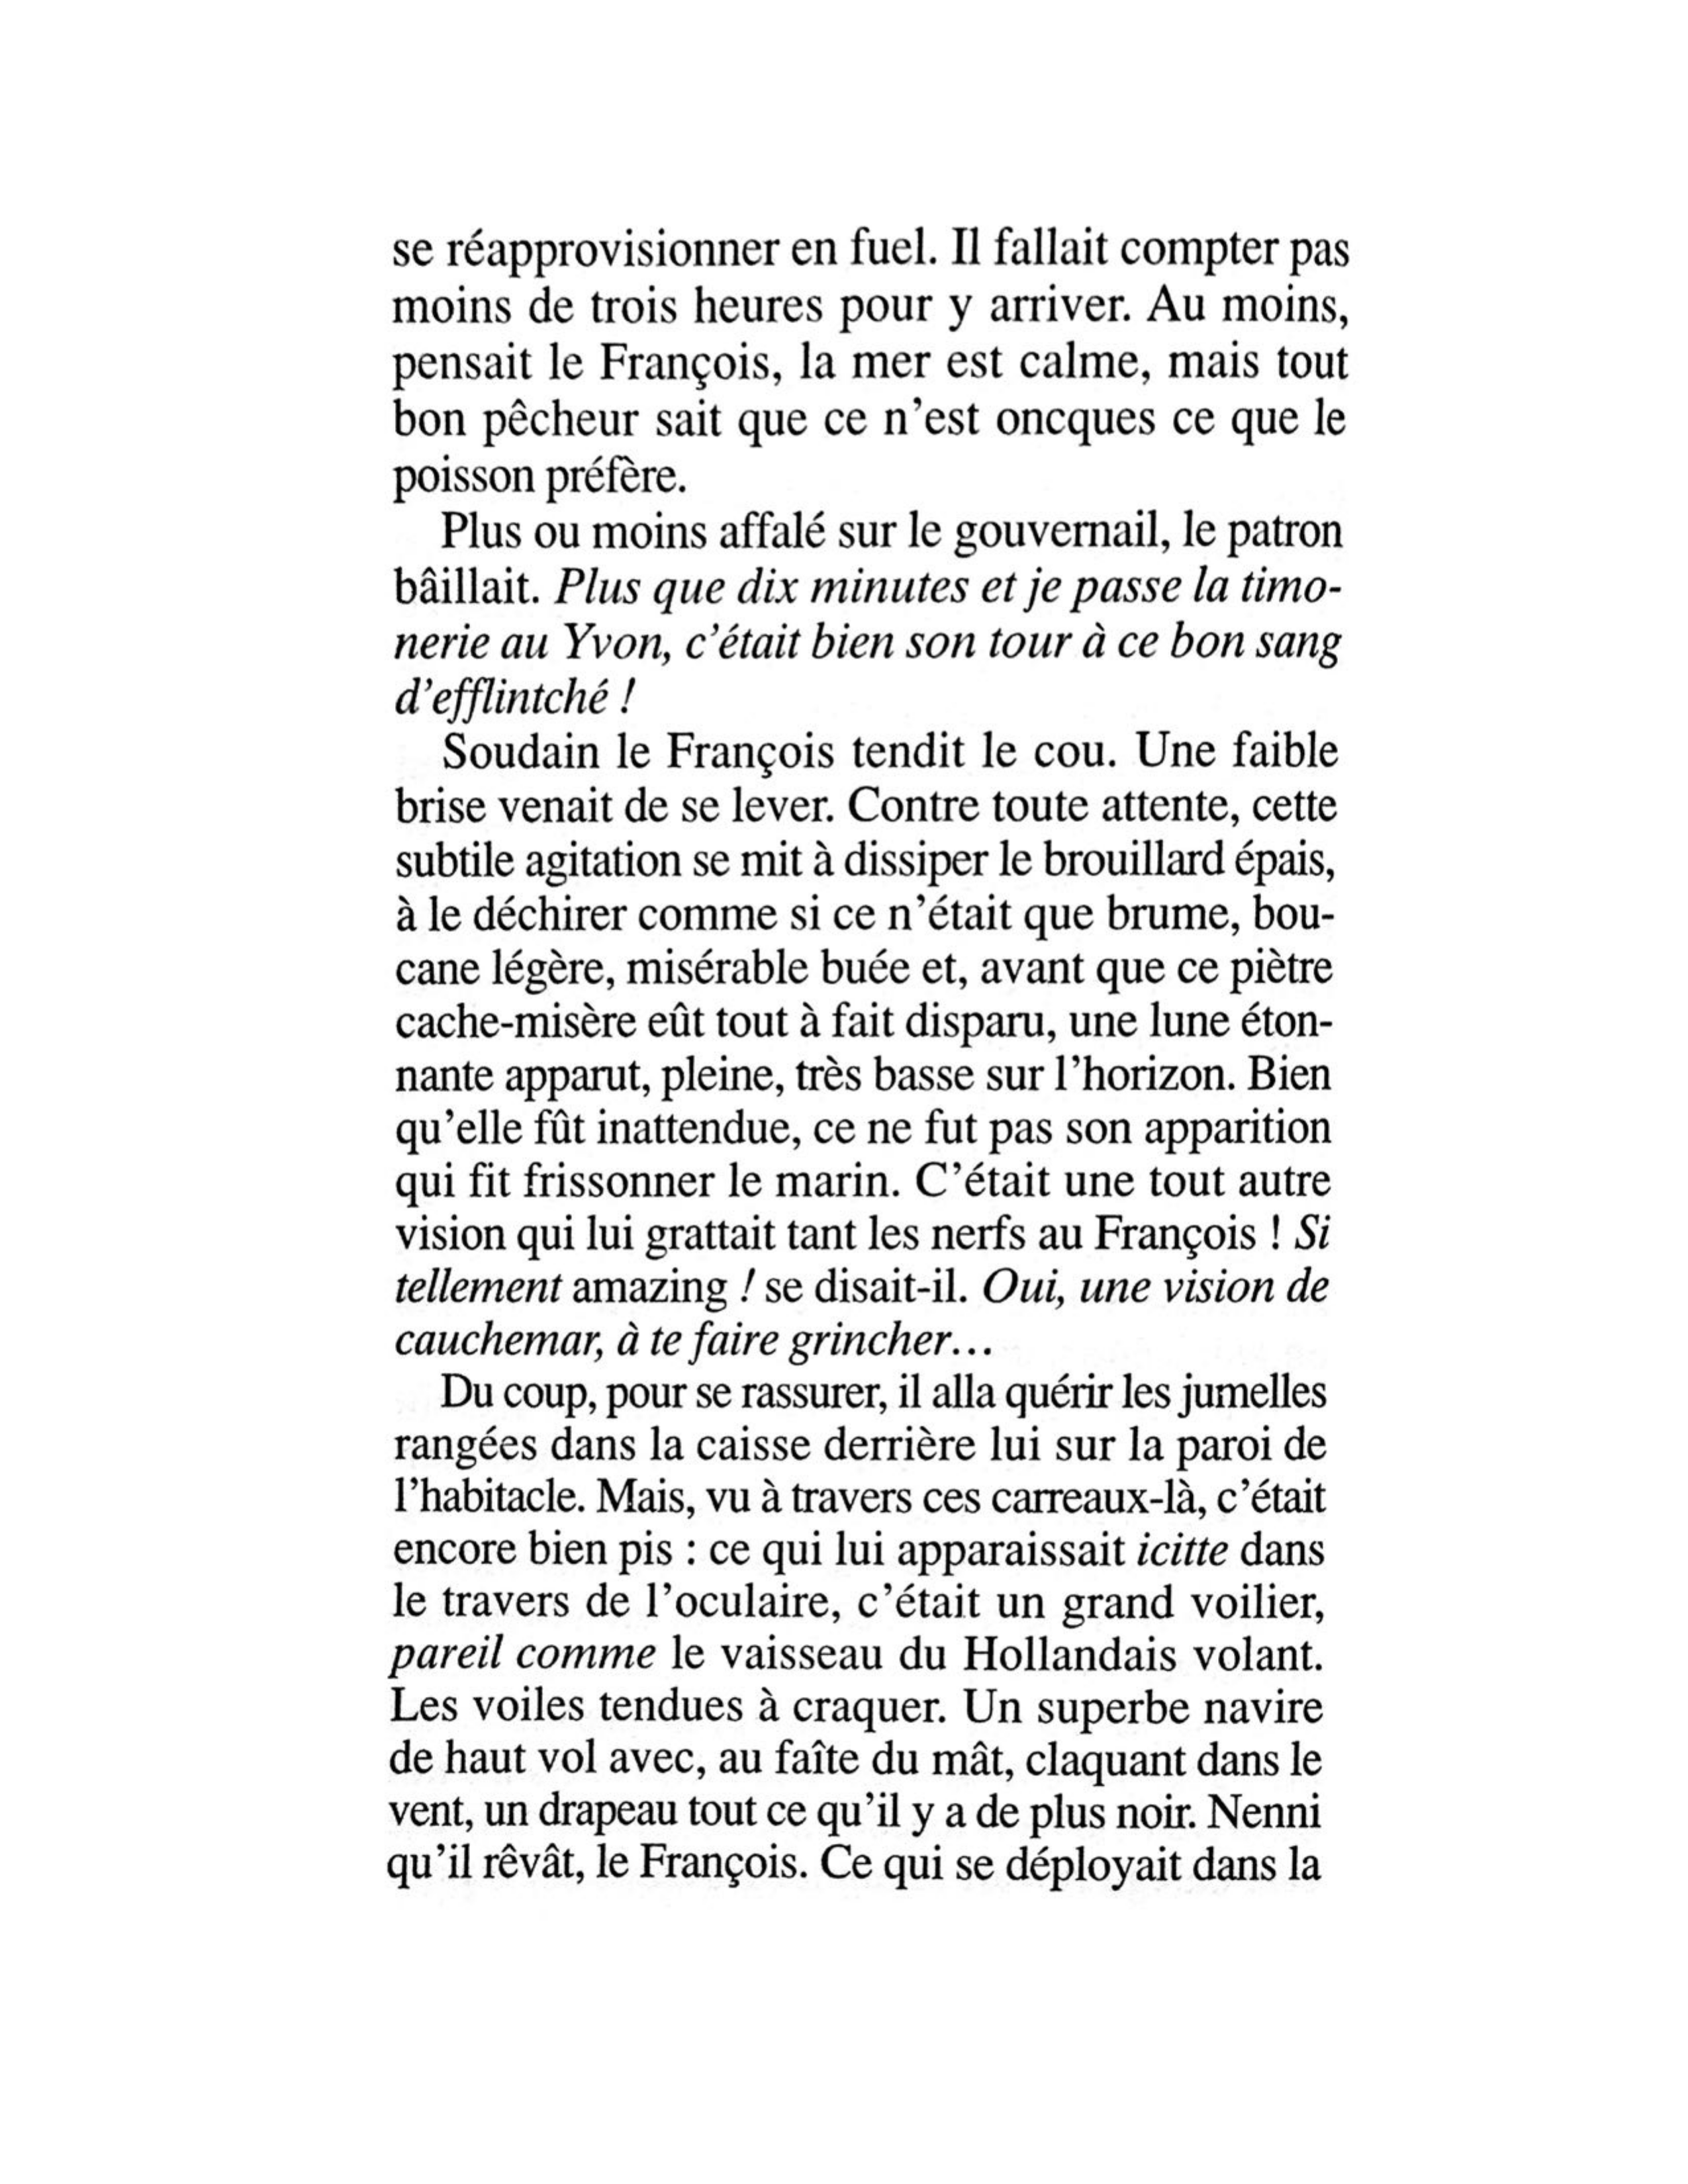 se réapprovisionner en fuel. Il fallait compter pas
moins de trois heures pour y arriver. Au moins,
pensait le François, la mer est calme, mais tout
bon pêcheur sait que ce n'est oncques ce que le
poisson préfère.
Plus ou moins affalé sur le gouvernail, le patron
bâillait. Plus que dix minutes et je passe la timo-
nerie au Yvon, c'était bien son tour à ce bon sang
d'efflintché !
Soudain le François tendit le cou. Une faible
brise venait de se lever. Contre toute attente, cette
subtile agitation se mit à dissiper le brouillard épais,
à le déchirer comme si ce n'était que brume, bou-
cane légère, misérable buée et, avant que ce piètre
cache-misère eût tout à fait disparu, une lune éton-
nante apparut, pleine, très basse sur l'horizon. Bien
qu'elle fût inattendue, ce ne fut pas son apparition
qui fit frissonner le marin. C'était une tout autre
vision qui lui grattait tant les nerfs au François ! Si
tellement amazing ! se disait-il. Oui, une vision de
cauchemar, à te faire grincher...
Du coup, pour se rassurer, il alla quérir les jumelles
rangées dans la caisse derrière lui sur la paroi de
l'habitacle. Mais, vu à travers ces carreaux-là, c'était
encore bien pis : ce qui lui apparaissait icitte dans
le travers de l'oculaire, c'était un grand voilier,
pareil comme le vaisseau du Hollandais volant.
Les voiles tendues à craquer. Un superbe navire
de haut vol avec, au faîte du mât, claquant dans le
vent, un drapeau tout ce qu'il y a de plus noir. Nenni
qu'il rêvât, le François. Ce qui se déployait dans la